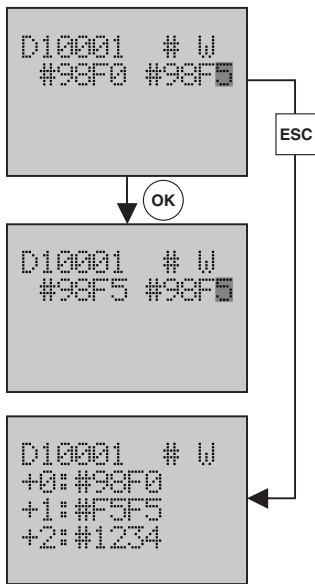 D10001 # W
#98F0 #98F5
ESC
OK
D10001 # W
#98F5 #98F5
D10001 # W
+0:#98F0
+1:#F5F5
+2:#1234